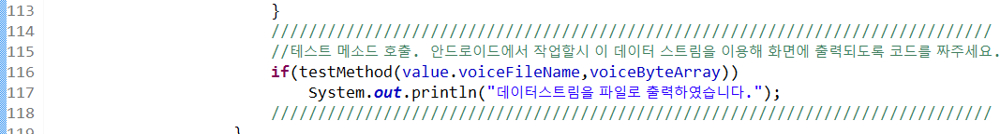 113 }
114 /////////////////////////////////////////////////////////////////////////////
115 //테스트 메소드 호출. 안드로이드에서 작업할시 이 데이터 스트림을 이용해 화면에 출력되도록 코드를 짜주세요.
116 if(testMethod(value.voiceFileName,voiceByteArray))
117 System.out.println("데이터스트림을 파일로 출력하였습니다.");
118 /////////////////////////////////////////////////////////////////////////////
119 }